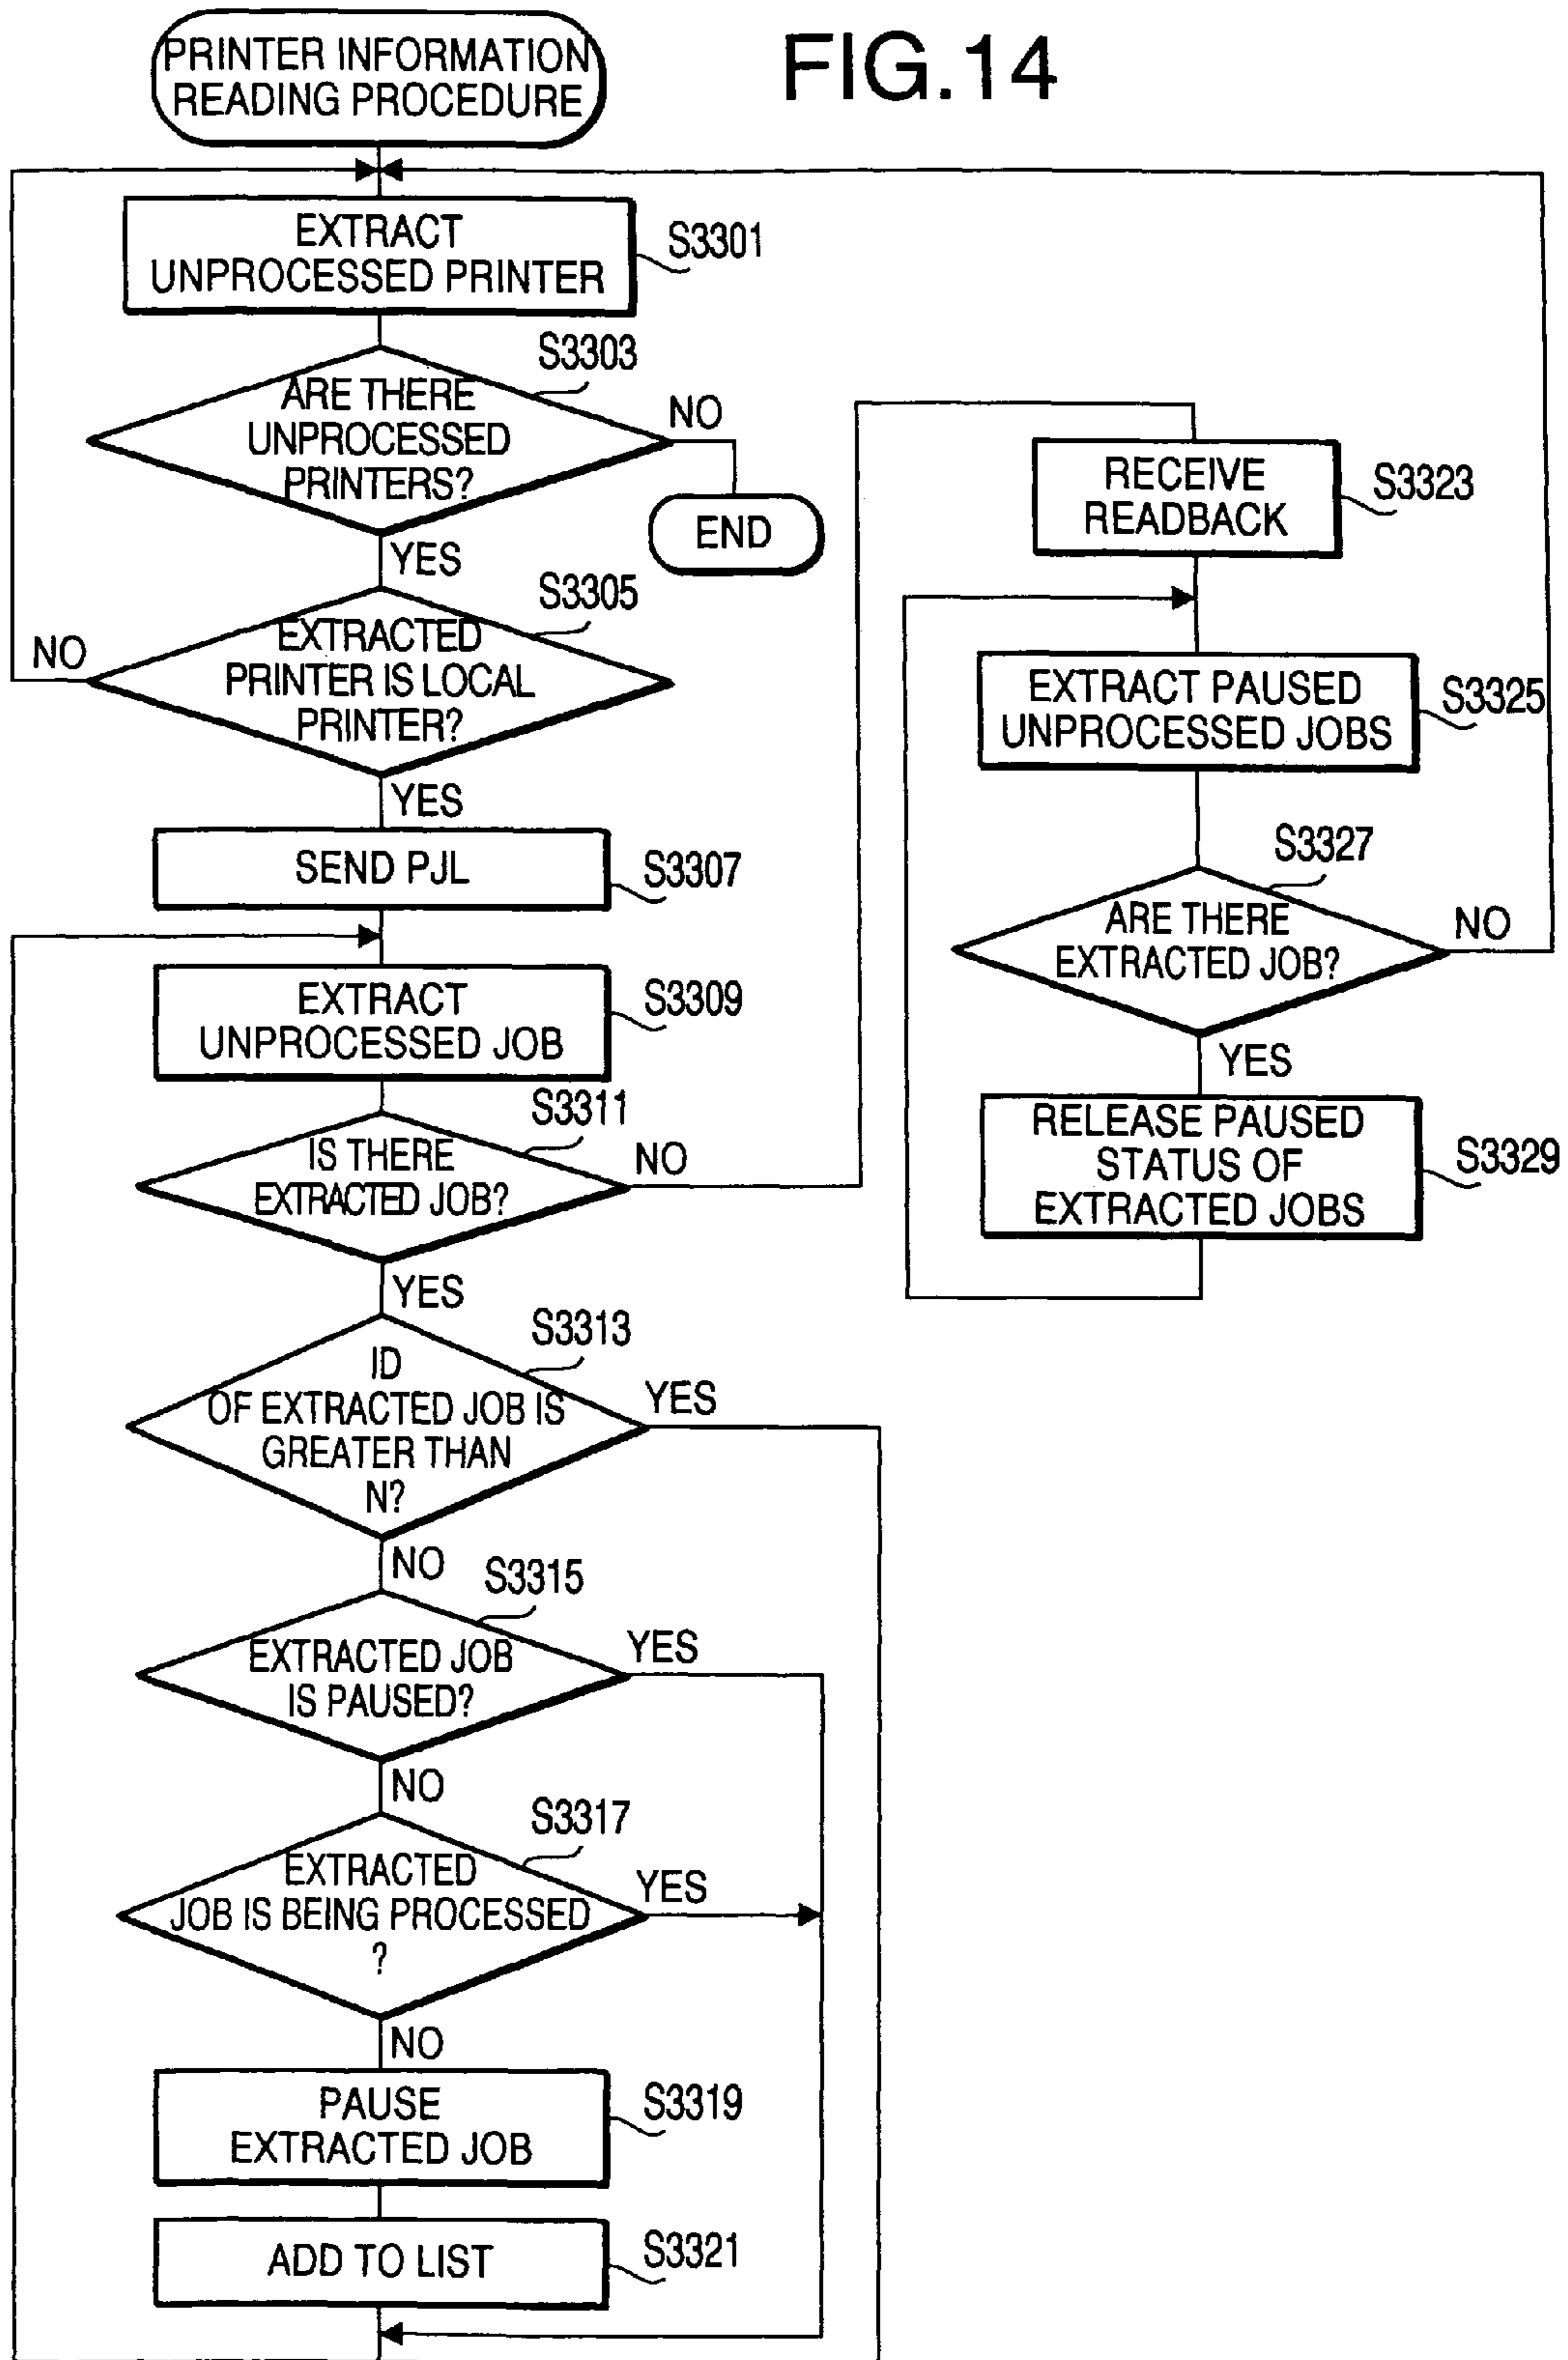 FIG.14
PRINTER INFORMATION
READING PROCEDURE
EXTRACT
UNPROCESSED PRINTER
S3301
S3303
ARE THERE
UNPROCESSED
PRINTERS?
NO
END
YES
S3305
EXTRACTED
PRINTER IS LOCAL
PRINTER?
NO
YES
SEND PJL
S3307
EXTRACT
UNPROCESSED JOB
S3309
S3311
IS THERE
EXTRACTED JOB?
NO
YES
S3313
ID
OF EXTRACTED JOB IS
GREATER THAN
N?
YES
NO
S3315
EXTRACTED JOB
IS PAUSED?
YES
NO
S3317
EXTRACTED
JOB IS BEING PROCESSED
?
YES
NO
PAUSE
EXTRACTED JOB
S3319
ADD TO LIST
S3321
RECEIVE
READBACK
S3323
EXTRACT PAUSED
UNPROCESSED JOBS
S3325
S3327
ARE THERE
EXTRACTED JOB?
NO
YES
RELEASE PAUSED
STATUS OF
EXTRACTED JOBS
S3329